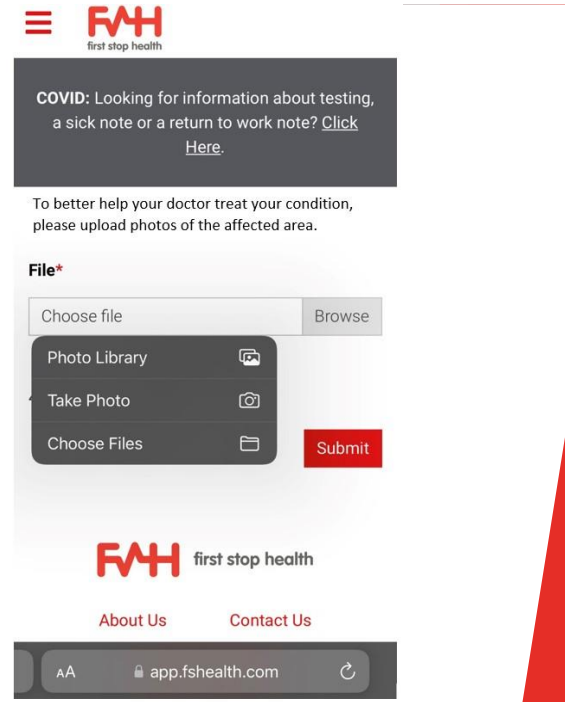 FAH
first stop health
COVID: Looking for information about testing,
a sick note or a return to work note? Click
Here.
To better help your doctor treat your condition,
please upload photos of the affected area.
File*
Choose file
Browse
Photo Library
Take Photo
Choose Files
Submit
FAH first stop health
About Us Contact Us
AA app.fshealth.com